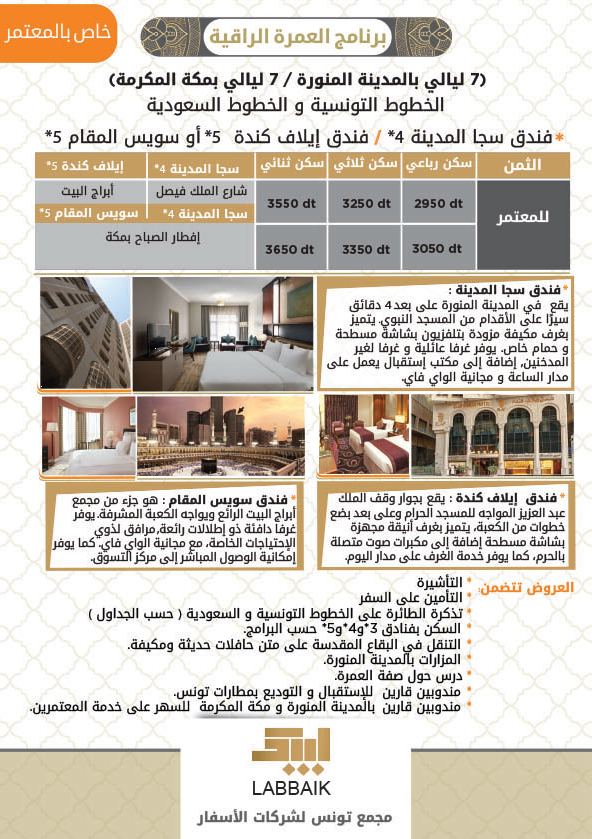 خاص بالمعتمر
برنامج العمرة الراقية
(7 ليالي بالمدينة المنورة / 7 ليالي بمكة المكرمة)
الخطوط التونسية و الخطوط السعودية
*فندق سجا المدينة 4* / فندق إيلاف كندة 5* أو سويس المقام 5*
الثمن سكن رباعي سكن ثلاثي سكن ثنائي سجا المدينة 4* إيلاف كندة 5*
للمعتمر 2950 dt 3250 dt 3550 dt شارع الملك فيصل أبراج البيت
سجا المدينة 4* سويس المقام 5*
3050 dt 3350 dt 3650 dt إفطار الصباح بمكة
*فندق سجا المدينة :
يقع في المدينة المنورة على بعد 4 دقائق
سيرًا على الأقدام من المسجد النبوي. يتميز
بغرف مكيفة مزودة بتلفزيون بشاشة مسطحة
و حمام خاص. يوفر غرفا عائلية و غرفا لغير
المدخنين, إضافة إلى مكتب إستقبال يعمل على
مدار الساعة و مجانية الواي فاي.
* فندق إيلاف كندة : يقع بجوار وقف الملك
عبد العزيز المواجه للمسجد الحرام وعلى بعد بضع
خطوات من الكعبة، يتميز بغرف أنيقة مجهزة
بشاشة مسطحة إضافة إلى مكبرات صوت متصلة
بالحرم، كما يوفر خدمة الغرف على مدار اليوم.
* فندق سويس المقام : هو جزء من مجمع
أبراج البيت الرائع ويواجه الكعبة المشرفة. يوفر
غرفا دافئة ذو إطلالات رائعة, مرافق لذوي
الإحتياجات الخاصة، مع مجانية الواي فاي. كما يوفر
إمكانية الوصول المباشر إلى مركز التسوق.
العروض تتضمن:
* التأشيرة
* التأمين على السفر
* تذكرة الطائرة على الخطوط التونسية و السعودية ( حسب الجداول )
* السكن بفنادق 3*و4*و5* حسب البرامج.
* التنقل في البقاع المقدسة على متن حافلات حديثة ومكيفة.
* المزارات بالمدينة المنورة.
* درس حول صفة العمرة.
* مندوبين قارين للإستقبال و التوديع بمطارات تونس.
* مندوبين قارين بالمدينة المنورة و مكة المكرمة للسهر على خدمة المعتمرين.
لبيك
LABBAIK
مجمع تونس لشركات الأسفار